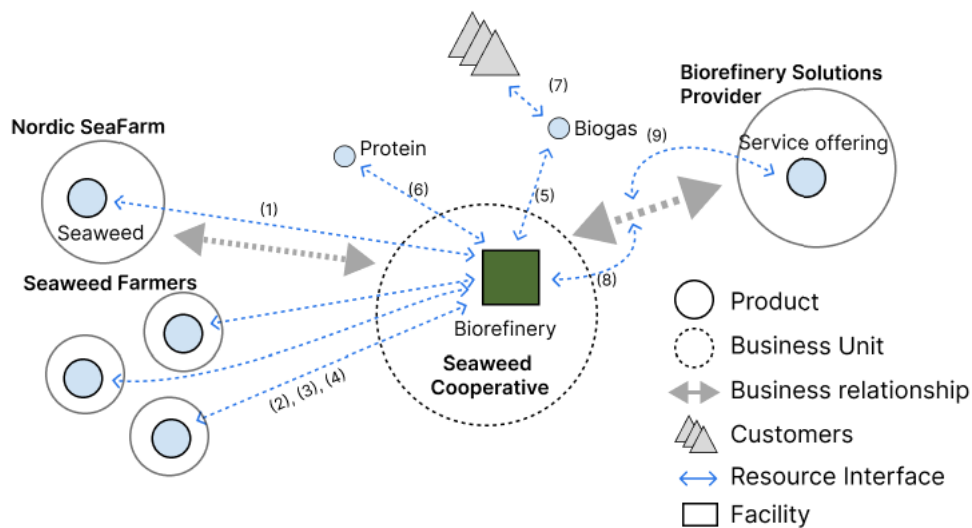 Nordic SeaFarm
Seaweed
(1)
Seaweed Farmers
(2), (3), (4)
Protein
(6)
(7)
Biogas
(5)
Biorefinery
Seaweed
Cooperative
(8)
(9)
Biorefinery Solutions
Provider
Service offering
Product
Business Unit
Business relationship
Customers
Resource Interface
Facility